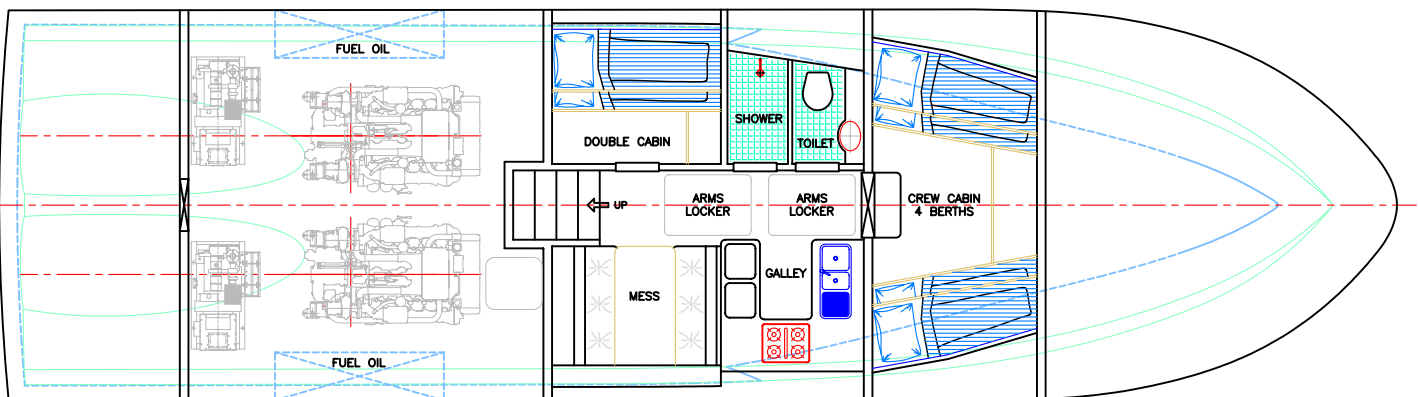 FUEL OIL
DOUBLE CABIN
SHOWER
TOILET
UP
ARMS
LOCKER
ARMS
LOCKER
CREW CABIN
4 BERTHS
MESS
GALLEY
FUEL OIL